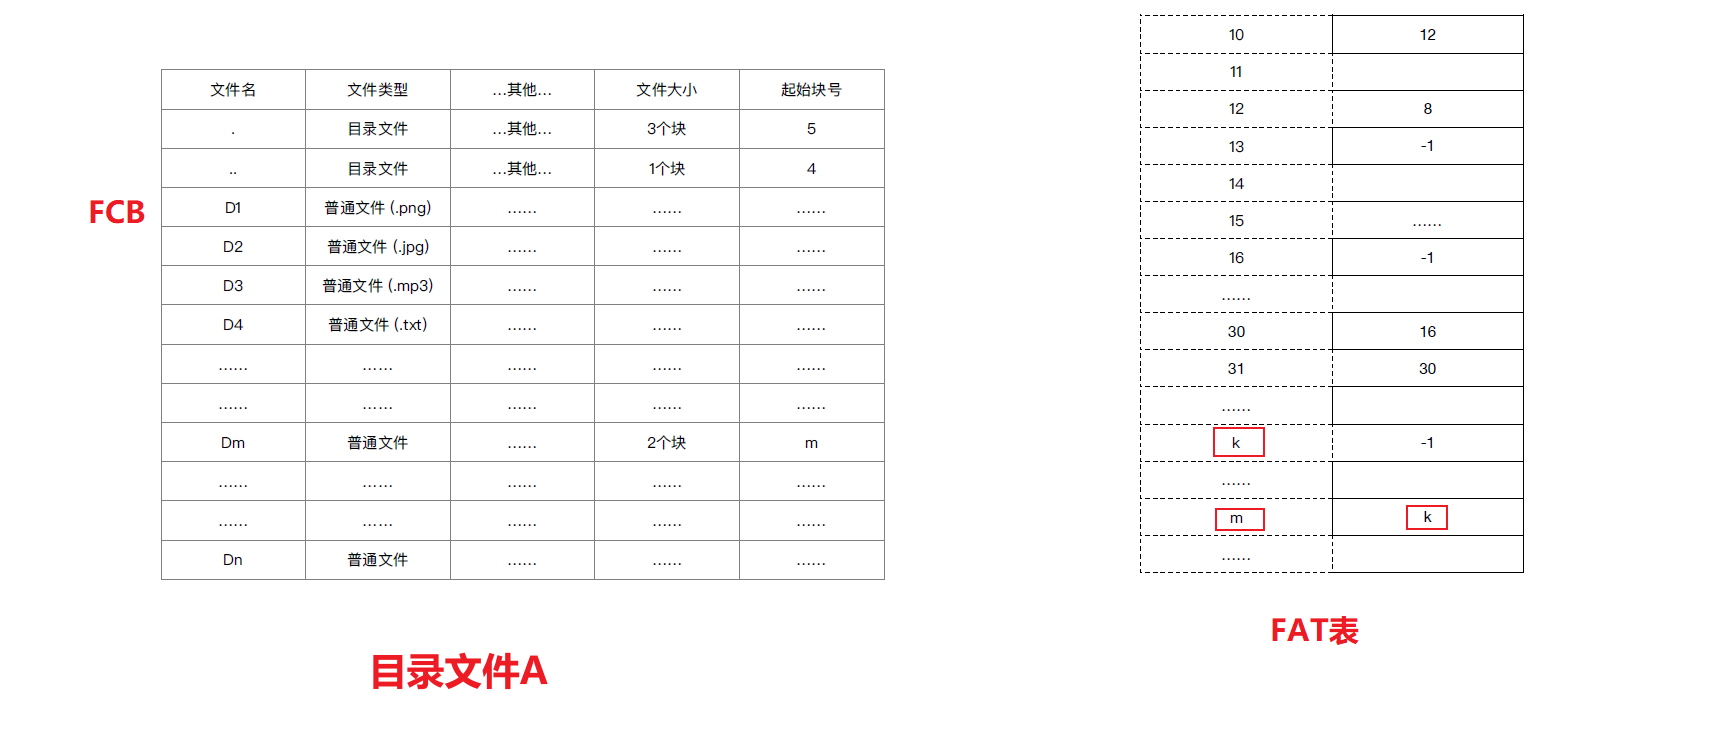 文件名 文件类型 ...其他... 文件大小 起始块号
. 目录文件 ...其他... 3个块 5
.. 目录文件 ...其他... 1个块 4
FCB
D1 普通文件 (.png) ...... ...... ......
D2 普通文件 (.jpg) ...... ...... ......
D3 普通文件 (.mp3) ...... ...... ......
D4 普通文件 (.txt) ...... ...... ......
...... ...... ...... ...... ......
...... ...... ...... ...... ......
Dm 普通文件 ...... 2个块 m
...... ...... ...... ...... ......
...... ...... ...... ...... ......
Dn 普通文件 ...... ...... ......
目录文件A
10 12
11
12 8
13 -1
14
15 ......
16 -1
......
30 16
31 30
......
k -1
......
m k
......
FAT表